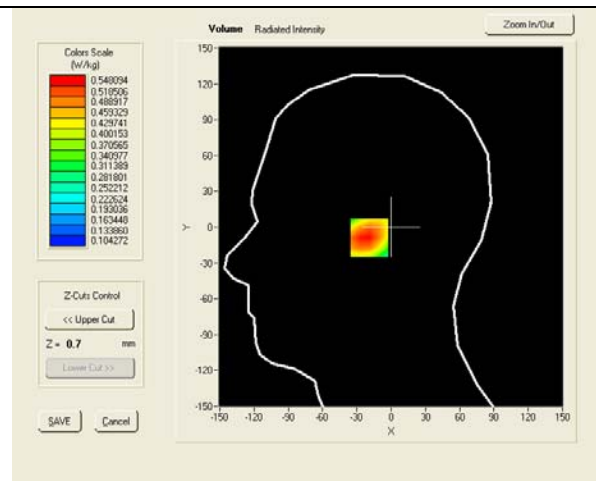 Volume Radiated Intensity
Zoom In/Out
Colors Scale
(W/kg)
0.548094
0.518506
0.488917
0.459329
0.429741
0.400153
0.370565
0.340977
0.311389
0.281801
0.252212
0.222624
0.193036
0.163448
0.133860
0.104272
Z-Cuts Control
<< Upper Cut
Z = 0.7 mm
Lower Cut >>
SAVE
Cancel
150
120
90
60
30
Y 0
-30
-60
-90
-120
-150
-150 -120 -90 -60 -30 0 30 60 90 120 150
X